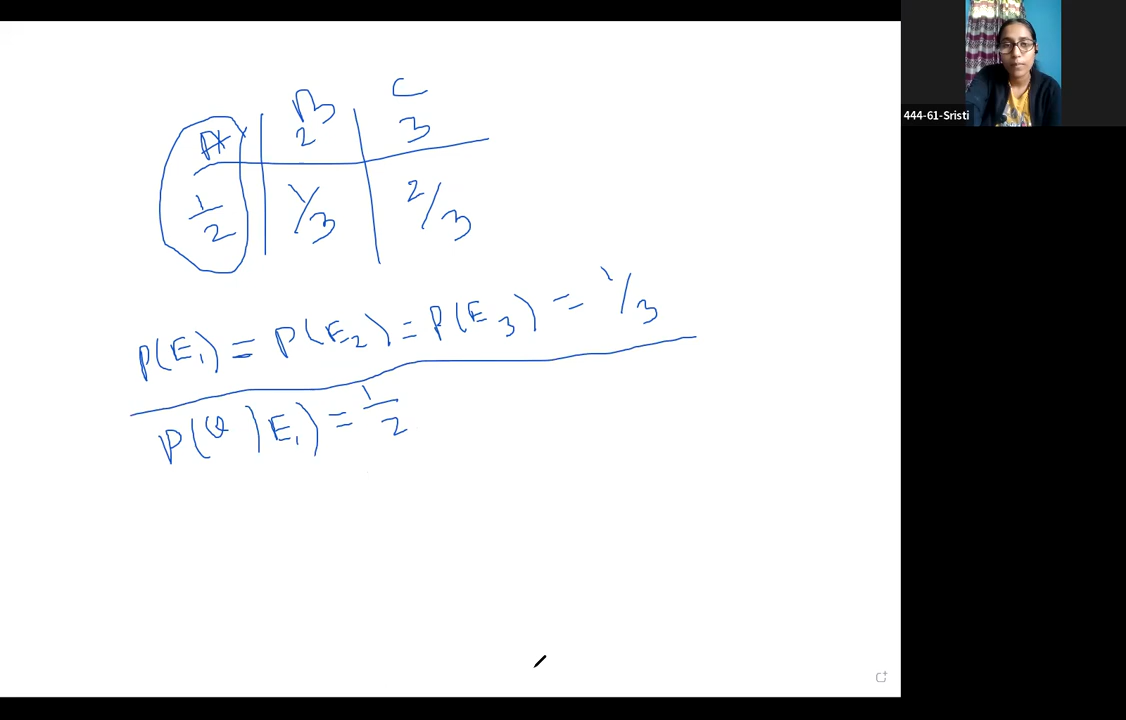 A B C
2 3
1/2 1/3 2/3
P(E1) = P(E2) = P(E3) = 1/3
P(Q|E1) = 1/2
444-61-Sristi